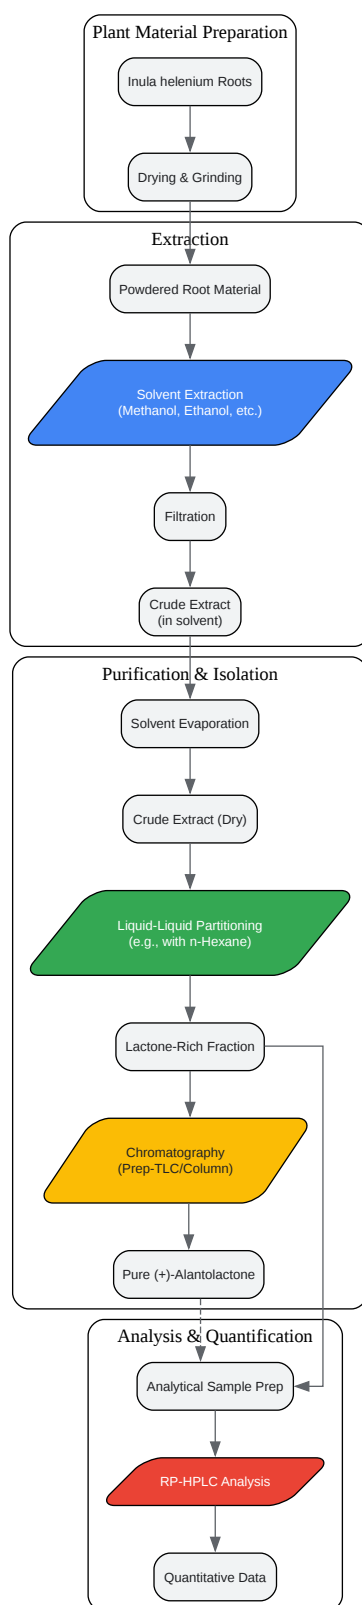 Plant Material Preparation
Inula helenium Roots
Drying & Grinding
Extraction
Powdered Root Material
Solvent Extraction
(Methanol, Ethanol, etc.)
Filtration
Crude Extract
(in solvent)
Purification & Isolation
Solvent Evaporation
Crude Extract (Dry)
Liquid-Liquid Partitioning
(e.g., with n-Hexane)
Lactone-Rich Fraction
Chromatography
(Prep-TLC/Column)
Pure (+)-Alantolactone
Analysis & Quantification
Analytical Sample Prep
RP-HPLC Analysis
Quantitative Data